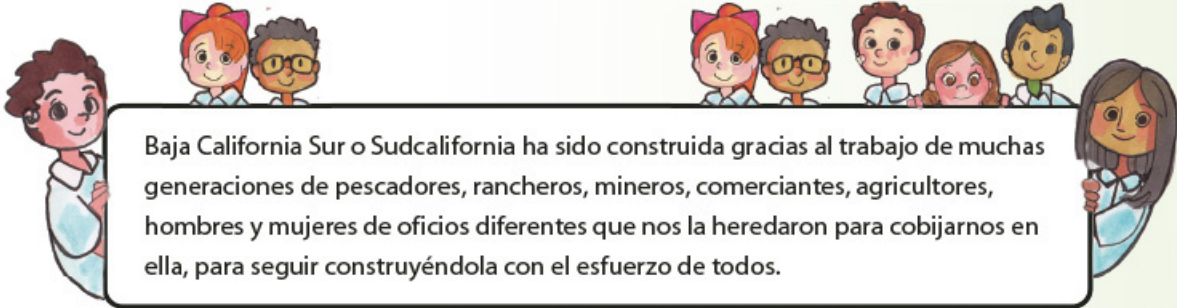 Baja California Sur o Sudcalifornia ha sido construida gracias al trabajo de muchas
generaciones de pescadores, rancheros, mineros, comerciantes, agricultores,
hombres y mujeres de oficios diferentes que nos la heredaron para cobijarnos en
ella, para seguir construyéndola con el esfuerzo de todos.